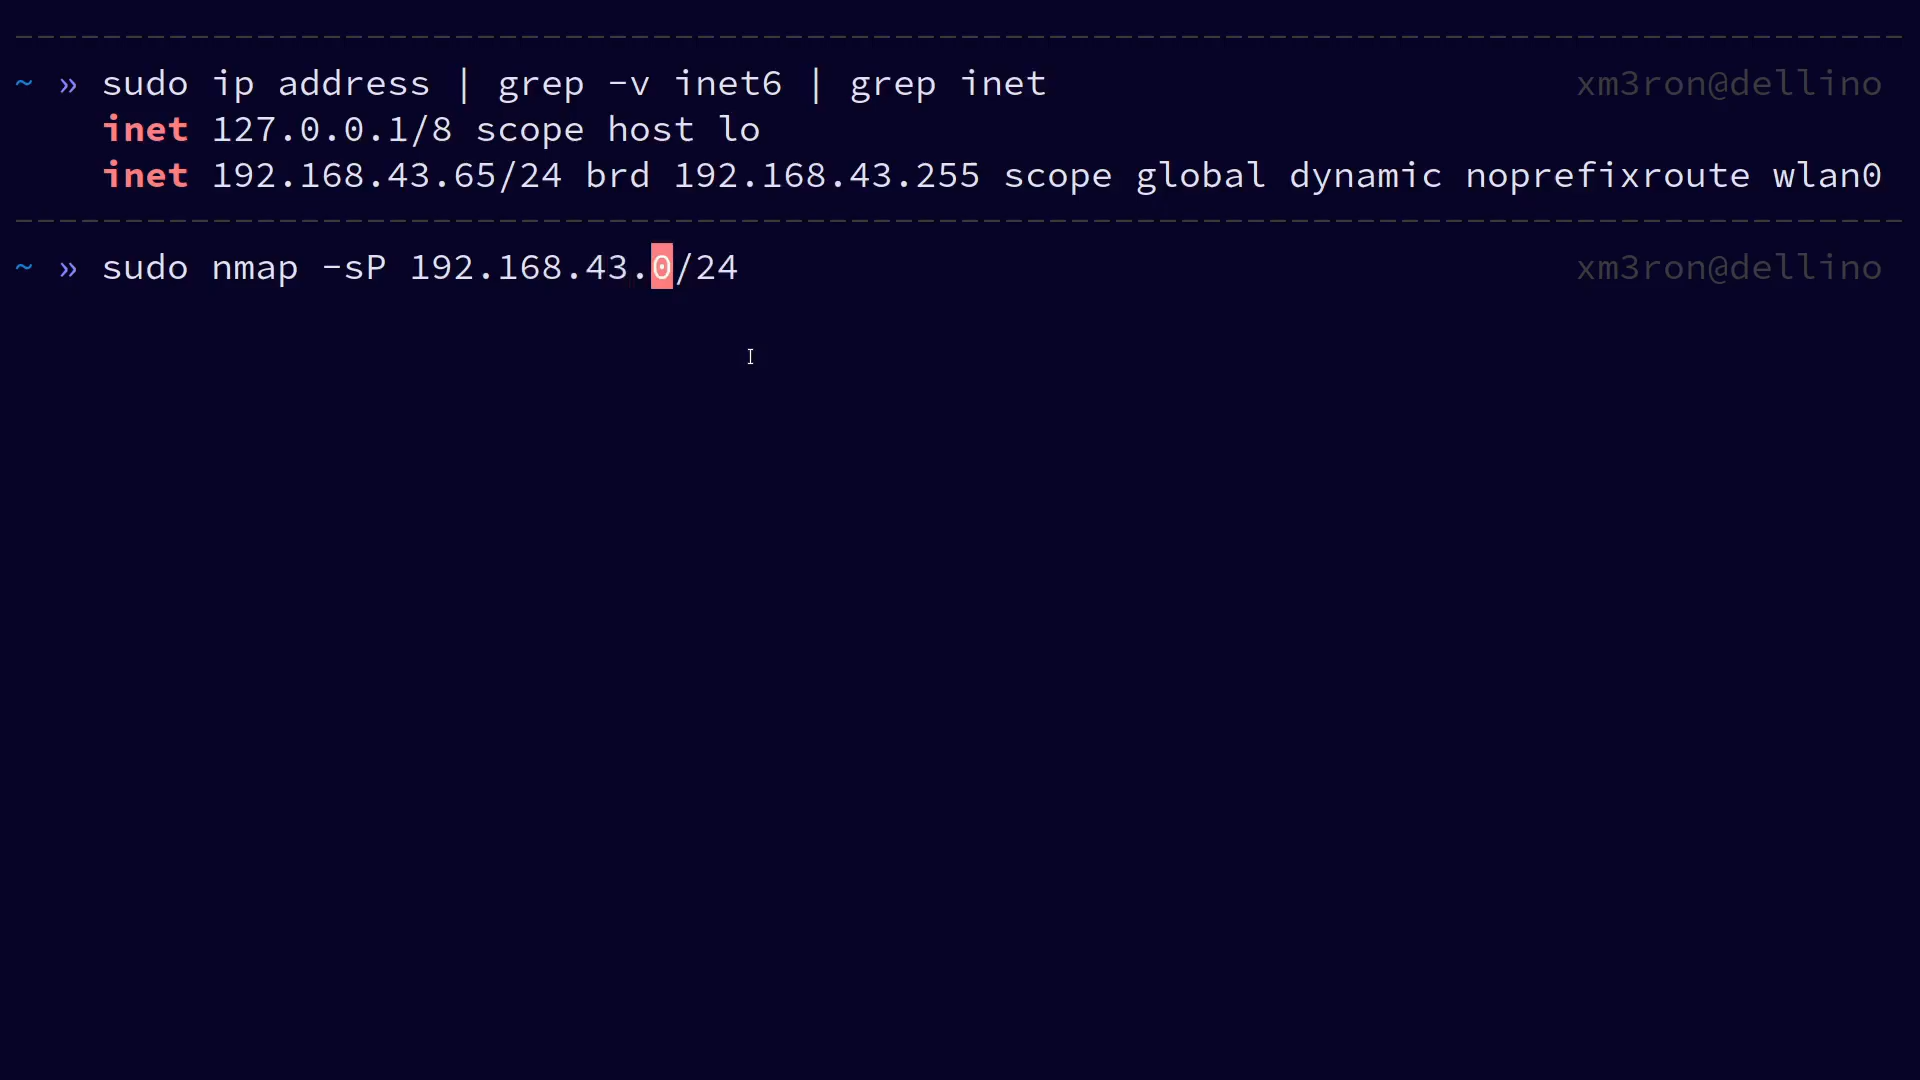 ~ » sudo ip address | grep -v inet6 | grep inet xm3ron@dellino
inet 127.0.0.1/8 scope host lo
inet 192.168.43.65/24 brd 192.168.43.255 scope global dynamic noprefixroute wlan0
~ » sudo nmap -sP 192.168.43.0/24 xm3ron@dellino